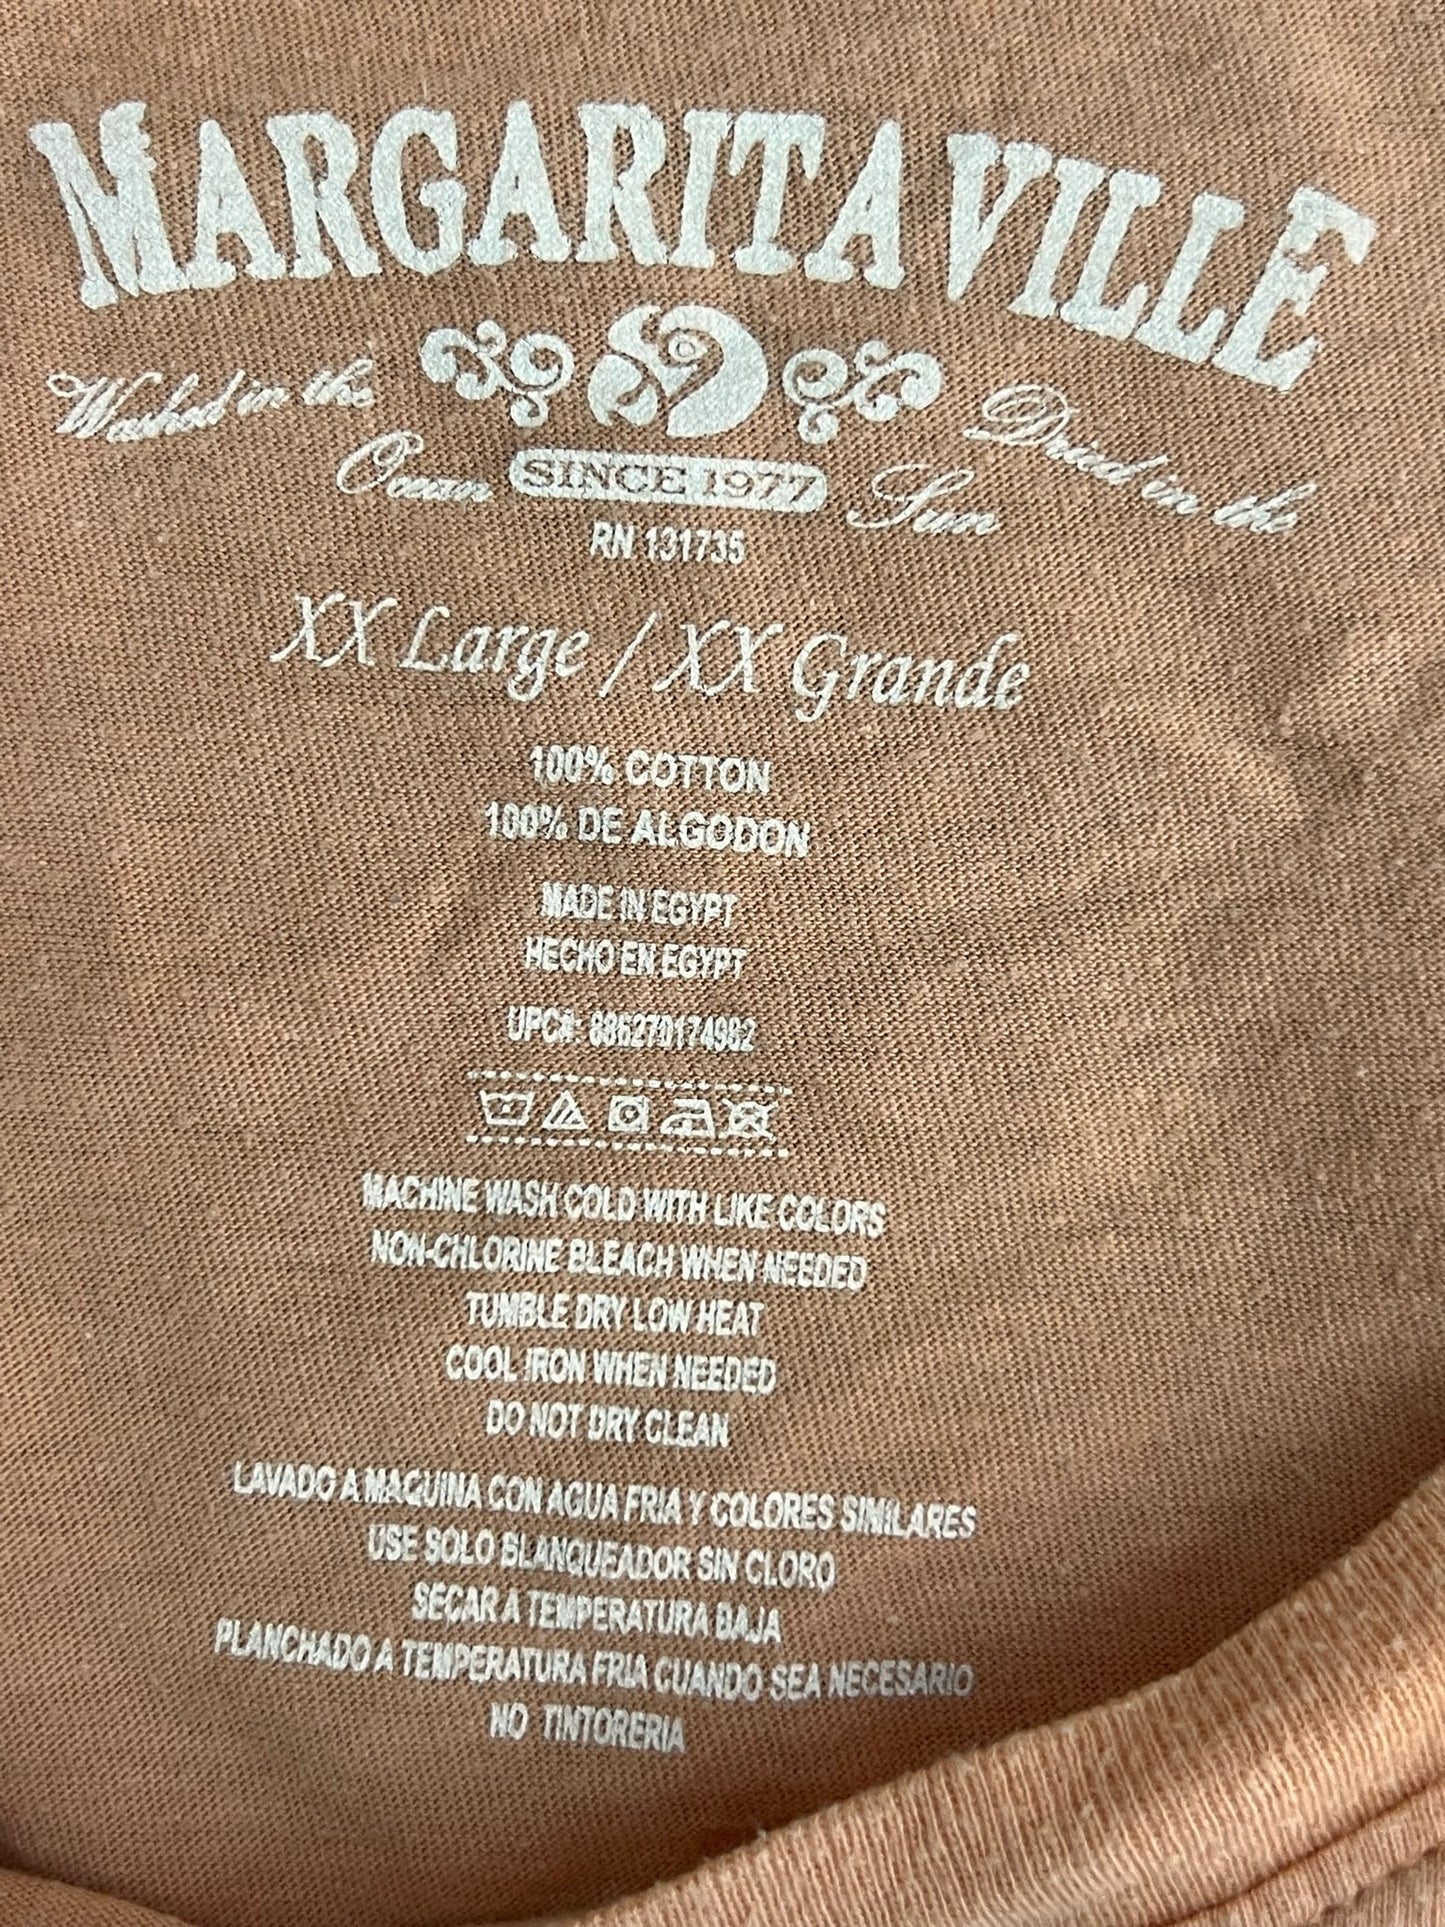 MARGARITAVILLE
Washed in the
Ocean
SINCE 1977
Dried in the
Sun
RN 131735
XX Large / XX Grande
100% COTTON
100% DE ALGODON
MADE IN EGYPT
HECHO EN EGYPT
UPC#: 886270174982
MACHINE WASH COLD WITH LIKE COLORS
NON-CHLORINE BLEACH WHEN NEEDED
TUMBLE DRY LOW HEAT
COOL IRON WHEN NEEDED
DO NOT DRY CLEAN
LAVADO A MAQUINA CON AGUA FRIA Y COLORES SIMILARES
USE SOLO BLANQUEADOR SIN CLORO
SECAR A TEMPERATURA BAJA
PLANCHADO A TEMPERATURA FRIA CUANDO SEA NECESARIO
NO TINTORERIA